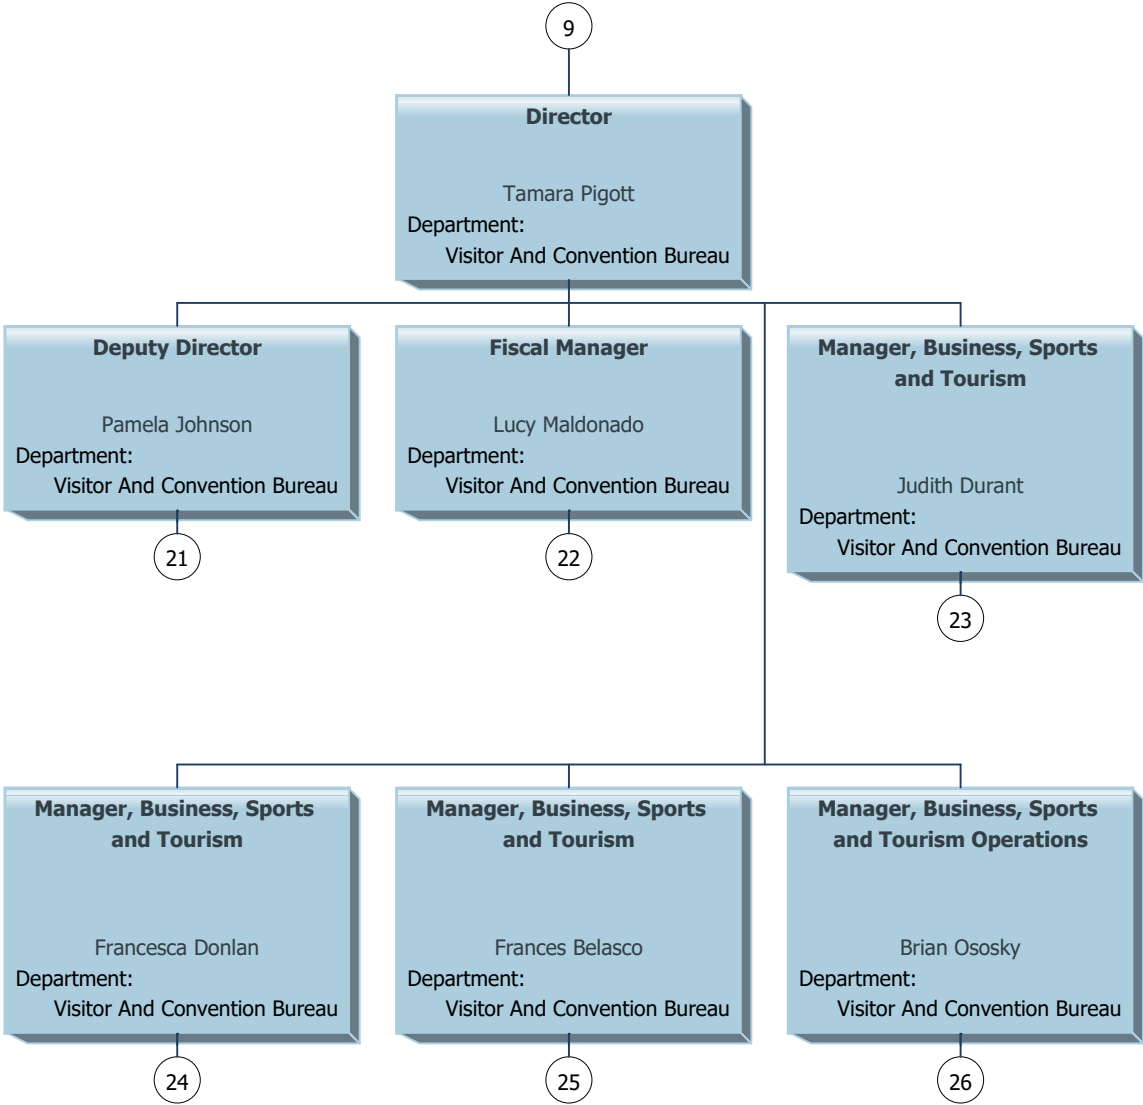 9
Director
Tamara Pigott
Department:
Visitor And Convention Bureau
Deputy Director
Pamela Johnson
Department:
Visitor And Convention Bureau
21
Fiscal Manager
Lucy Maldonado
Department:
Visitor And Convention Bureau
22
Manager, Business, Sports
and Tourism
Judith Durant
Department:
Visitor And Convention Bureau
23
Manager, Business, Sports
and Tourism
Francesca Donlan
Department:
Visitor And Convention Bureau
24
Manager, Business, Sports
and Tourism
Frances Belasco
Department:
Visitor And Convention Bureau
25
Manager, Business, Sports
and Tourism Operations
Brian Ososky
Department:
Visitor And Convention Bureau
26